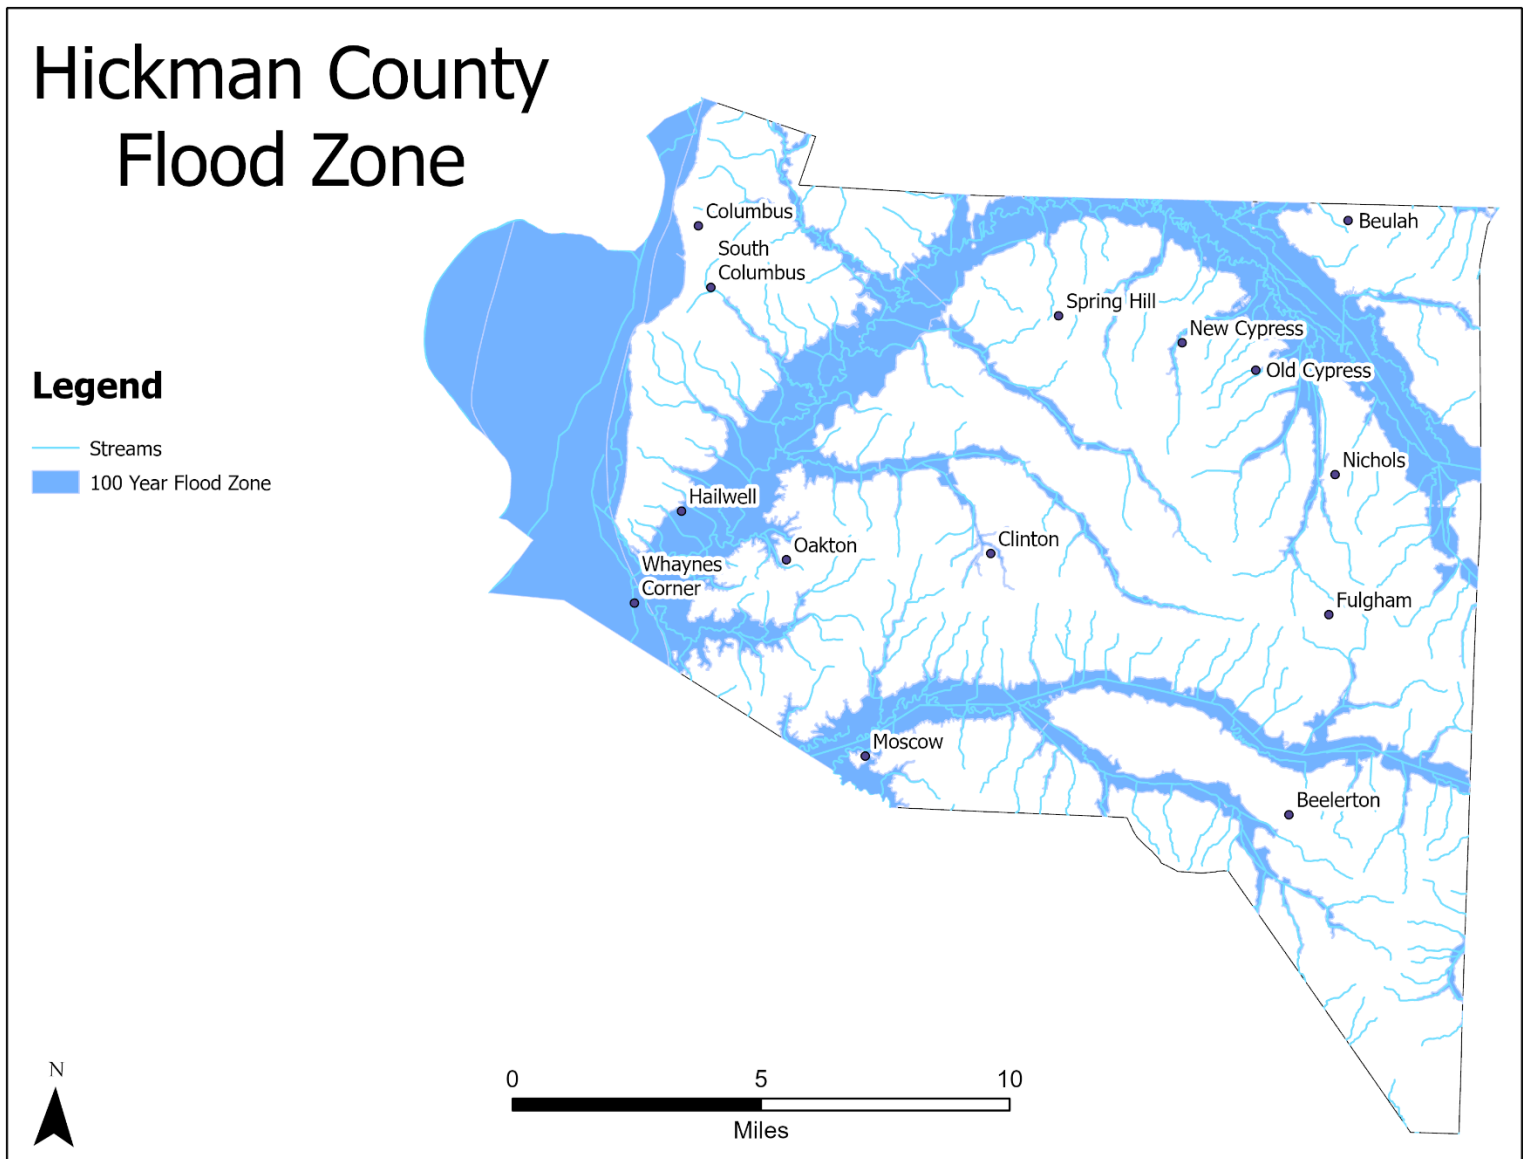 Hickman County
Flood Zone
Columbus
South
Columbus
Beulah
Spring Hill
New Cypress
Old Cypress
Legend
Streams
100 Year Flood Zone
Nichols
Hailwell
Clinton
Oakton
Whaynes
Corner
Fulgham
Moscow
Beelerton
N
0 5 10
Miles